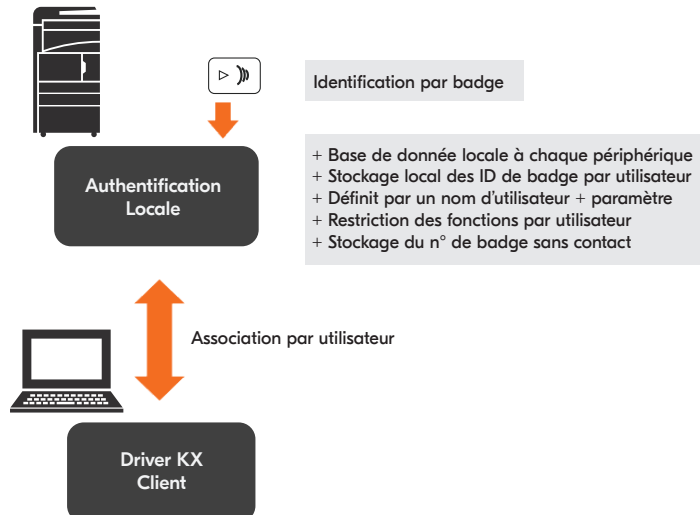 Identification par badge
Authentification
Locale
+ Base de donnée locale à chaque périphérique
+ Stockage local des ID de badge par utilisateur
+ Définit par un nom d'utilisateur + paramètre
+ Restriction des fonctions par utilisateur
+ Stockage du n° de badge sans contact
Association par utilisateur
Driver KX
Client